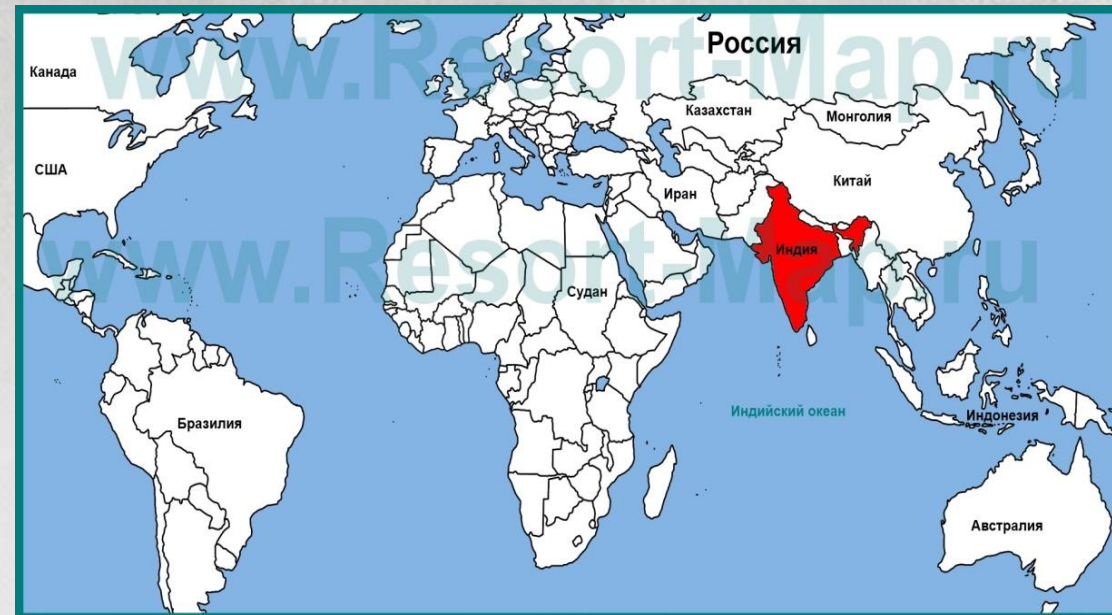 Россия
www.Resort-Map.ru
Канада
Казахстан
Монголия
США
Китай
Иран
www.Resort-Map.ru
Индия
Судан
Индийский океан
Индонезия
Бразилия
Австралия